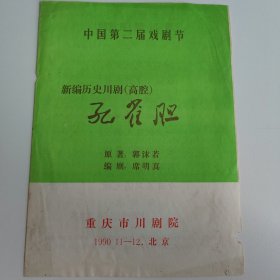 中国第二届戏剧节
新编历史川剧(高腔)
孔雀胆
原著:郭沫若
编剧:席明真
重庆市川剧院
1990 11—12,北京